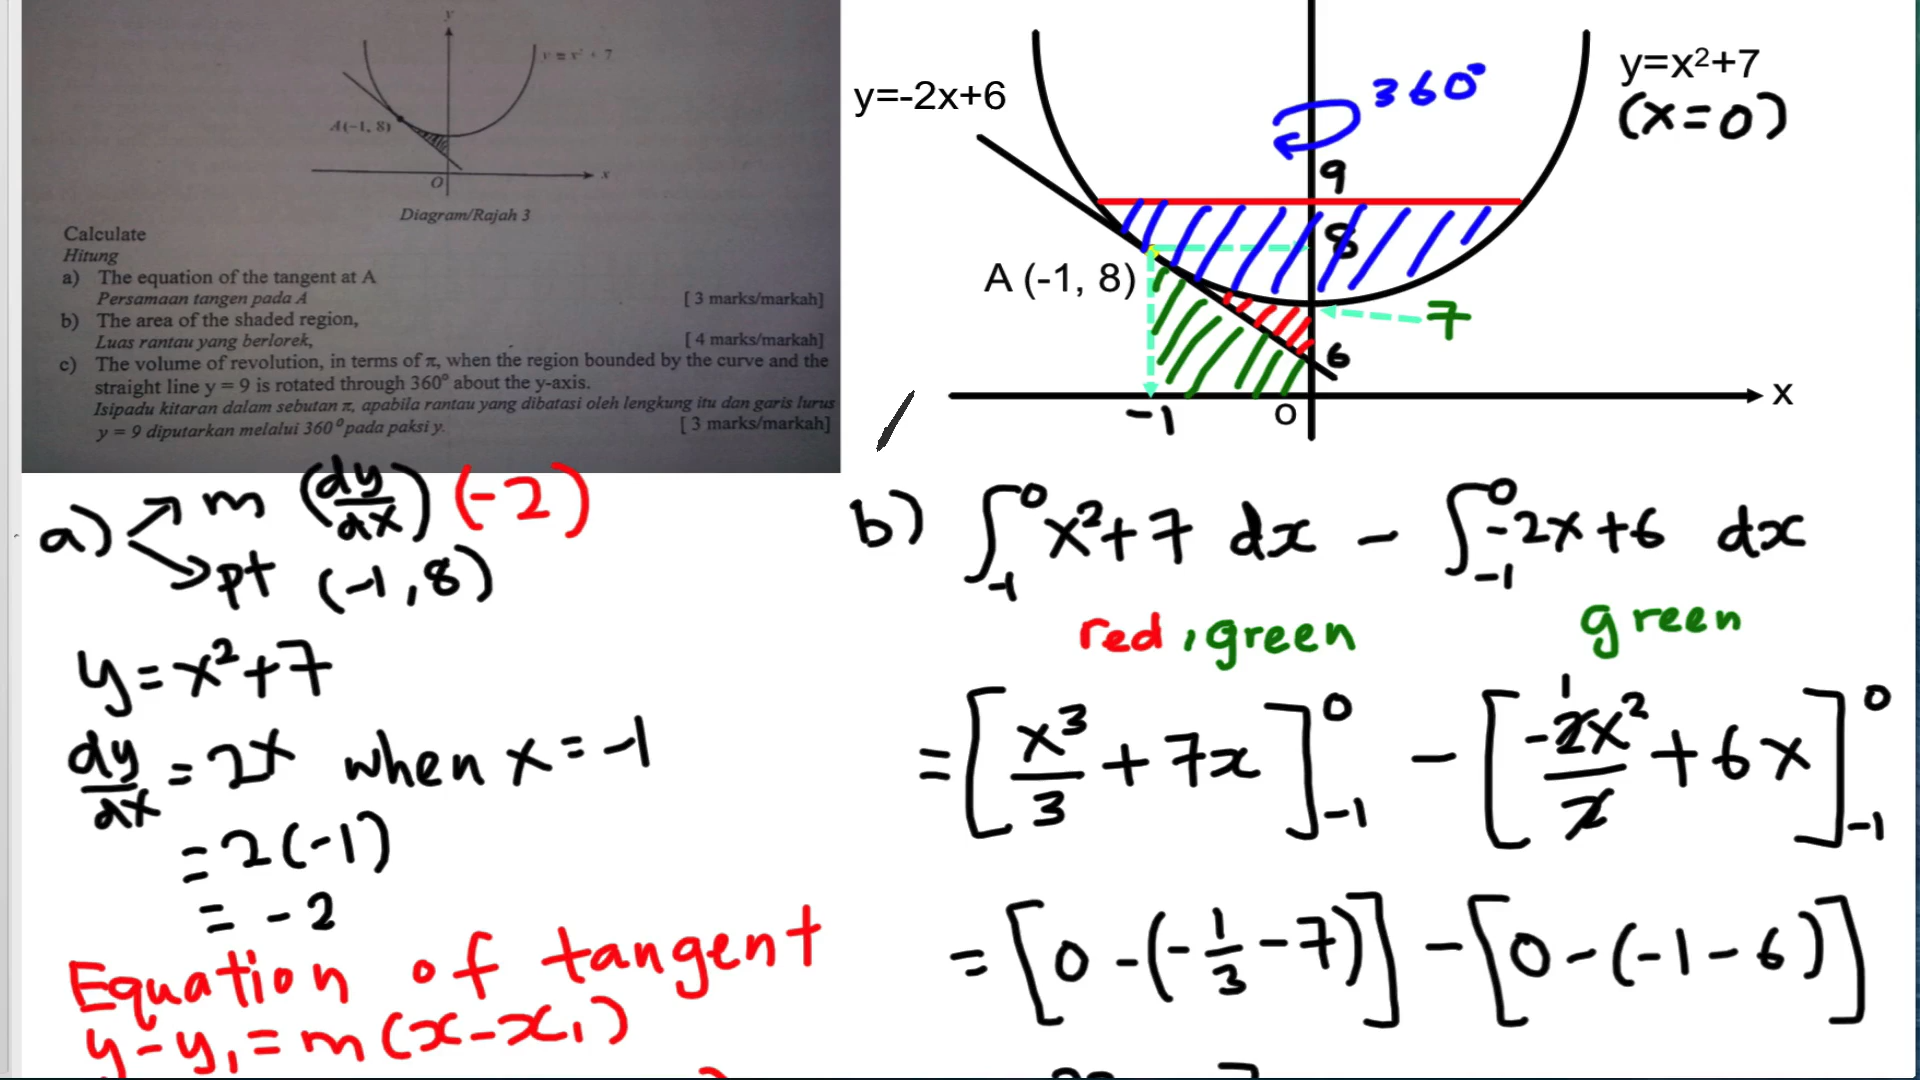 y
y = x² + 7
A(-1, 8)
O
x
Diagram/Rajah 3
Calculate
Hitung
a) The equation of the tangent at A
Persamaan tangen pada A [ 3 marks/markah]
b) The area of the shaded region,
Luas rantau yang berlorek, [ 4 marks/markah]
c) The volume of revolution, in terms of π, when the region bounded by the curve and the
straight line y = 9 is rotated through 360° about the y-axis.
Isipadu kitaran dalam sebutan π, apabila rantau yang dibatasi oleh lengkung itu dan garis lurus
y = 9 diputarkan melalui 360⁰ pada paksi y. [ 3 marks/markah]
y=-2x+6
360°
y=x²+7
(x=0)
9
8
A (-1, 8)
7
6
-1
O
x
a) m (dy/dx) (-2)
pt (-1,8)
y=x²+7
dy/dx = 2x when x = -1
= 2(-1)
= -2
Equation of tangent
y-y₁=m(x-x₁)
b) ∫₋₁⁰ x²+7 dx - ∫₋₁⁰ -2x+6 dx
red, green
green
= [x³/3 + 7x]₋₁⁰ - [-2x²/2 + 6x]₋₁⁰
1
= [0-(-1/3-7)] - [0-(-1-6)]